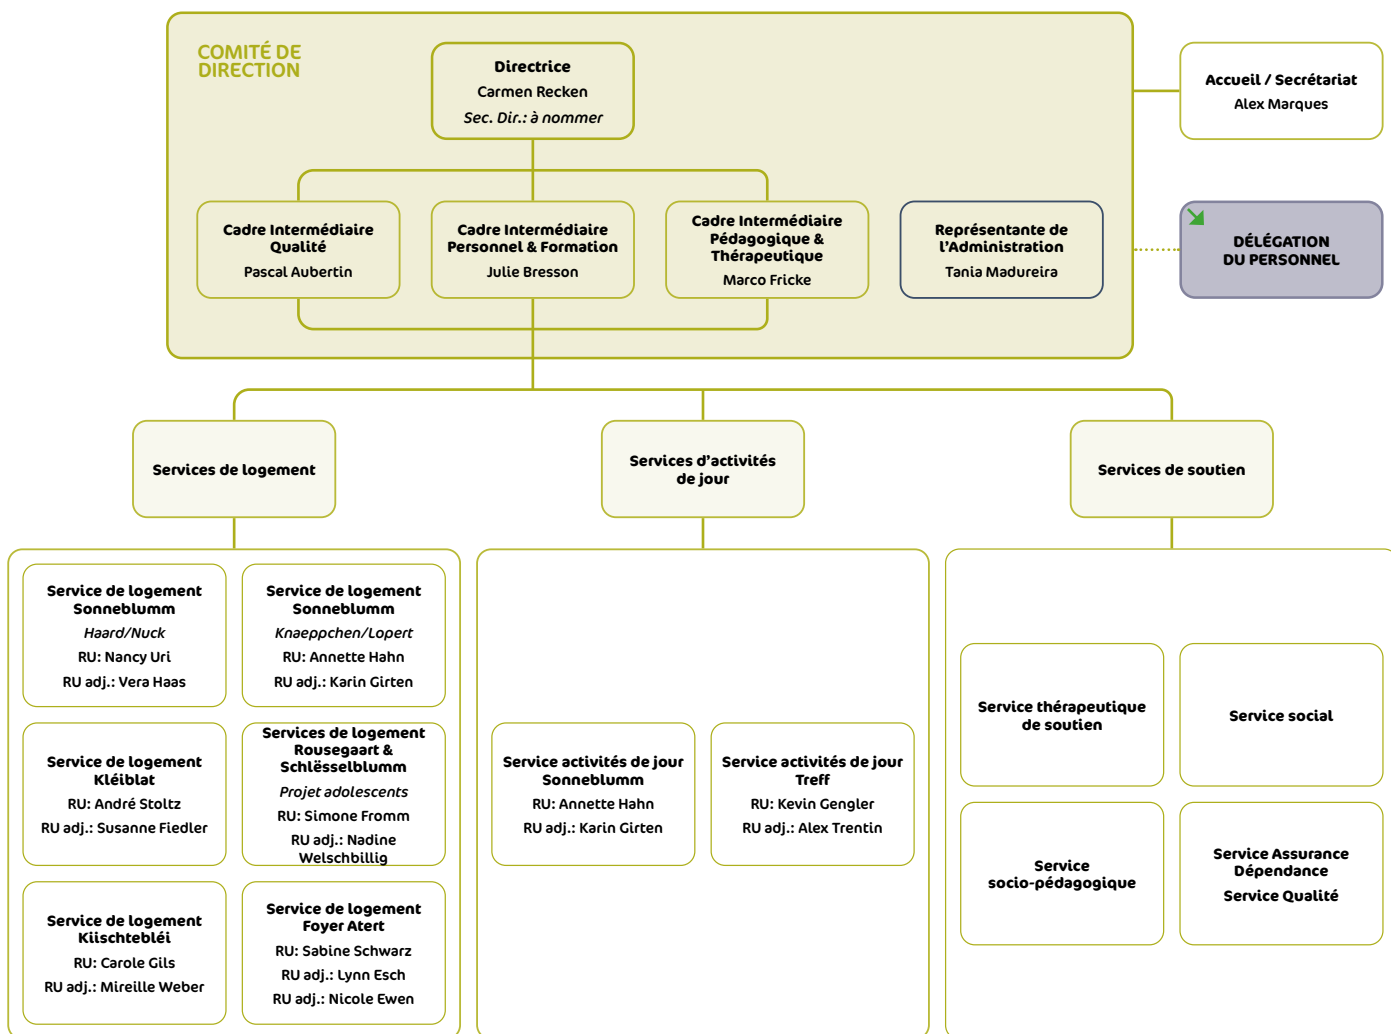 COMITÉ DE
DIRECTION
Directrice
Carmen Recken
Sec. Dir.: à nommer
Accueil / Secrétariat
Alex Marques
Cadre Intermédiaire
Qualité
Pascal Aubertin
Cadre Intermédiaire
Personnel & Formation
Julie Bresson
Cadre Intermédiaire
Pédagogique &
Thérapeutique
Marco Fricke
Représentante de
l’Administration
Tania Madureira
DÉLÉGATION
DU PERSONNEL
Services de logement
Services d’activités
de jour
Services de soutien
Service de logement
Sonneblumm
Haard/Nuck
RU: Nancy Uri
RU adj.: Vera Haas
Service de logement
Sonneblumm
Knaeppchen/Lopert
RU: Annette Hahn
RU adj.: Karin Girten
Service de logement
Kléiblat
RU: André Stoltz
RU adj.: Susanne Fiedler
Services de logement
Rousegaart &
Schlësselblumm
Projet adolescents
RU: Simone Fromm
RU adj.: Nadine
Welschbillig
Service de logement
Kiischtebléi
RU: Carole Gils
RU adj.: Mireille Weber
Service de logement
Foyer Atert
RU: Sabine Schwarz
RU adj.: Lynn Esch
RU adj.: Nicole Ewen
Service activités de jour
Sonneblumm
RU: Annette Hahn
RU adj.: Karin Girten
Service activités de jour
Treff
RU: Kevin Gengler
RU adj.: Alex Trentin
Service thérapeutique
de soutien
Service social
Service
socio-pédagogique
Service Assurance
Dépendance
Service Qualité